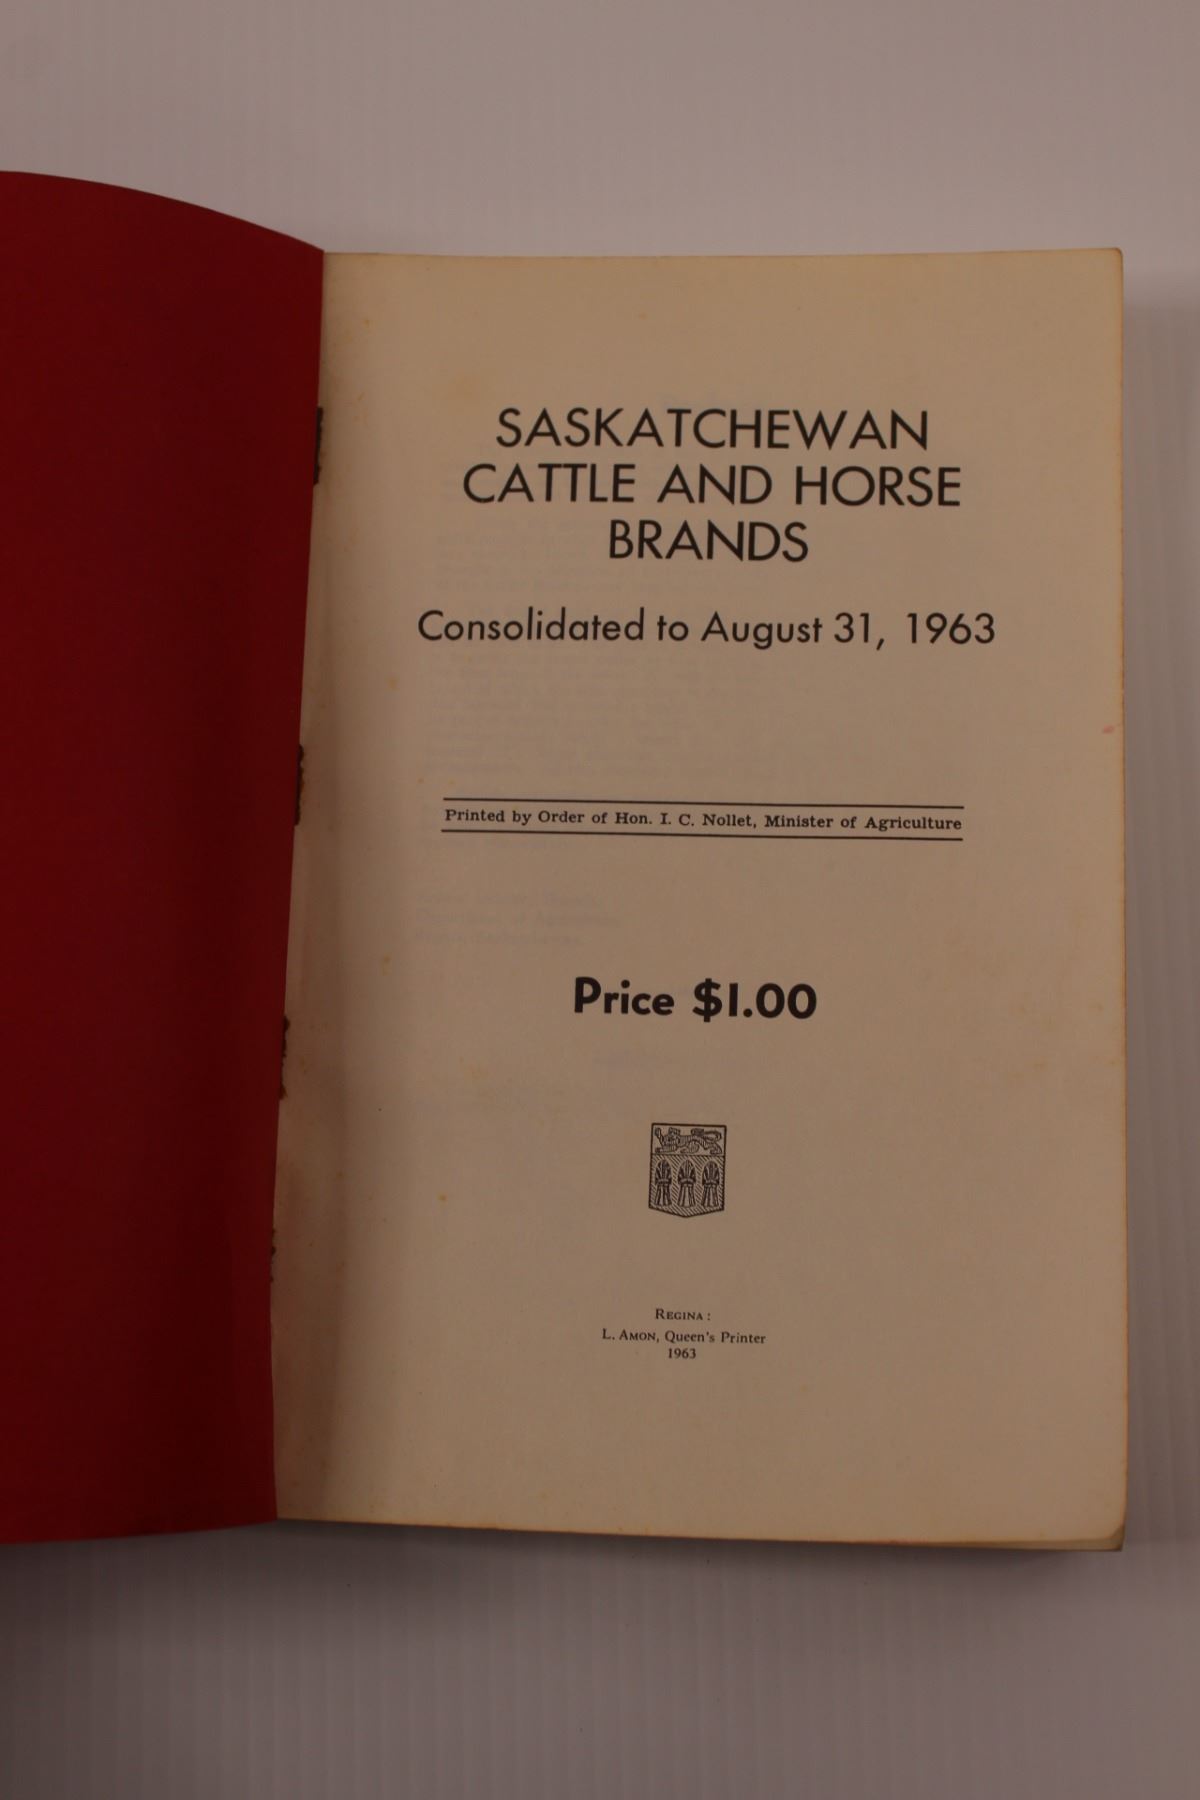 SASKATCHEWAN
CATTLE AND HORSE
BRANDS
Consolidated to August 31, 1963
Printed by Order of Hon. I. C. Nollet, Minister of Agriculture
Price $1.00
REGINA:
L. AMON, Queen's Printer
1963